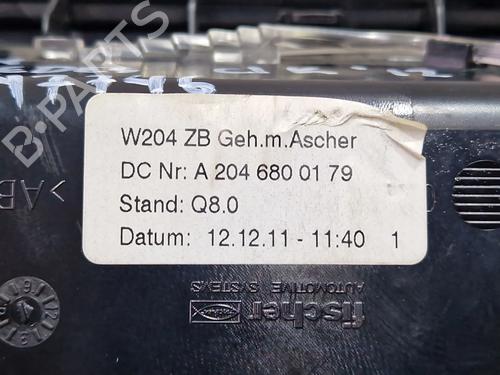 B-PARTS
W204 ZB Geh.m.Ascher
DC Nr: A 204 680 01 79
Stand: Q8.0
Datum: 12.12.11 - 11:40 1
>AB
fischer
AUTOMOTIVE SYSTEMS